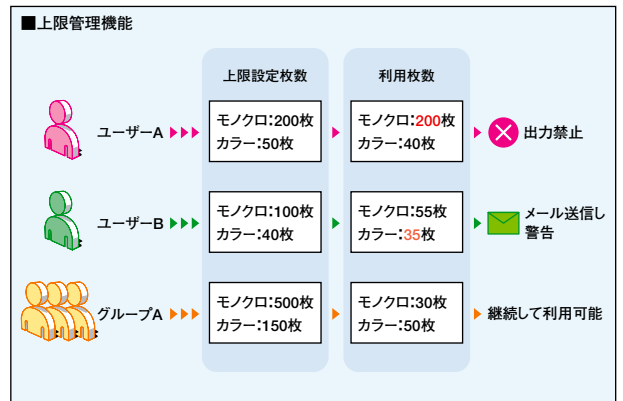 ■上限管理機能
上限設定枚数
利用枚数
ユーザーA
モノクロ:200枚
カラー:50枚
モノクロ:200枚
カラー:40枚
出力禁止
ユーザーB
モノクロ:100枚
カラー:40枚
モノクロ:55枚
カラー:35枚
メール送信し
警告
グループA
モノクロ:500枚
カラー:150枚
モノクロ:30枚
カラー:50枚
継続して利用可能